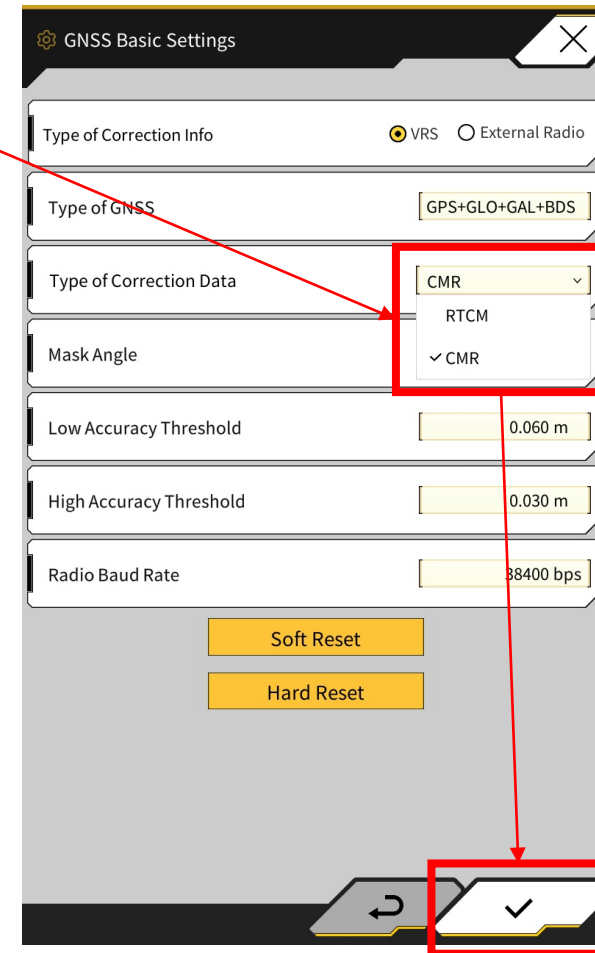 GNSS Basic Settings
Type of Correction Info
VRS
External Radio
Type of GNSS
GPS+GLO+GAL+BDS
Type of Correction Data
CMR
RTCM
CMR
Mask Angle
Low Accuracy Threshold
0.060 m
High Accuracy Threshold
0.030 m
Radio Baud Rate
38400 bps
Soft Reset
Hard Reset